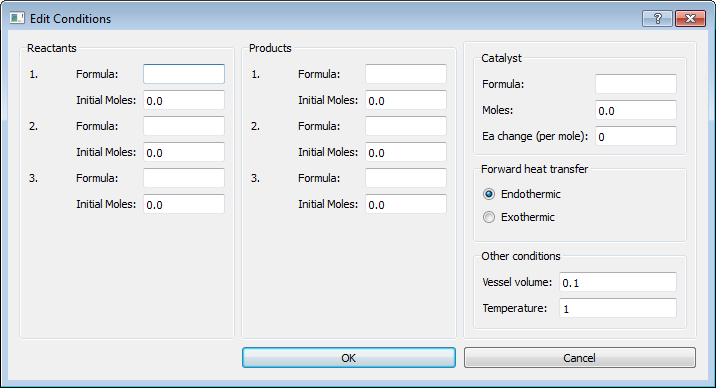 Edit Conditions
Reactants
1. Formula:
Initial Moles: 0.0
2. Formula:
Initial Moles: 0.0
3. Formula:
Initial Moles: 0.0
Products
1. Formula:
Initial Moles: 0.0
2. Formula:
Initial Moles: 0.0
3. Formula:
Initial Moles: 0.0
Catalyst
Formula:
Moles: 0.0
Ea change (per mole): 0
Forward heat transfer
Endothermic
Exothermic
Other conditions
Vessel volume: 0.1
Temperature: 1
OK
Cancel